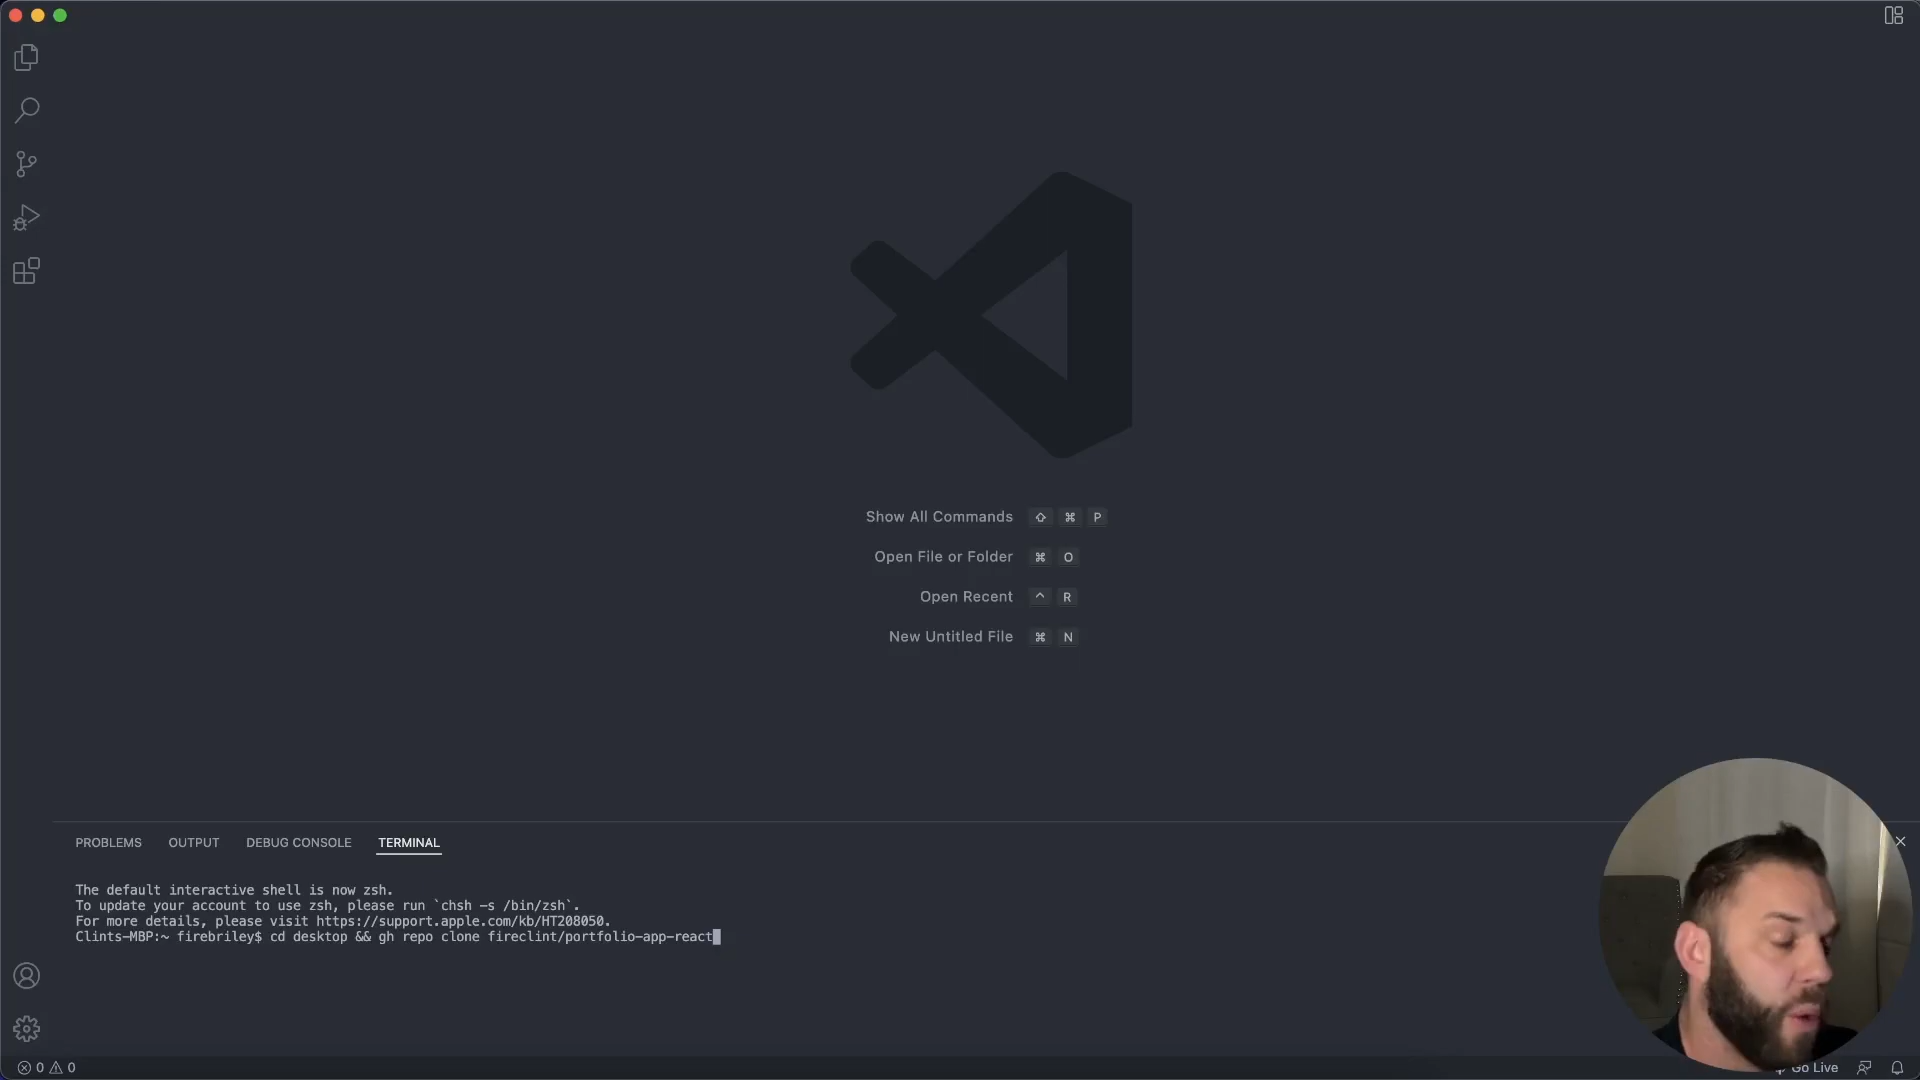 Show All Commands ⇧ ⌘ P
Open File or Folder ⌘ O
Open Recent ^ R
New Untitled File ⌘ N
PROBLEMS OUTPUT DEBUG CONSOLE TERMINAL
The default interactive shell is now zsh.
To update your account to use zsh, please run `chsh -s /bin/zsh`.
For more details, please visit https://support.apple.com/kb/HT208050.
Clints-MBP:~ firebriley$ cd desktop && gh repo clone fireclint/portfolio-app-react
0 0
Go Live